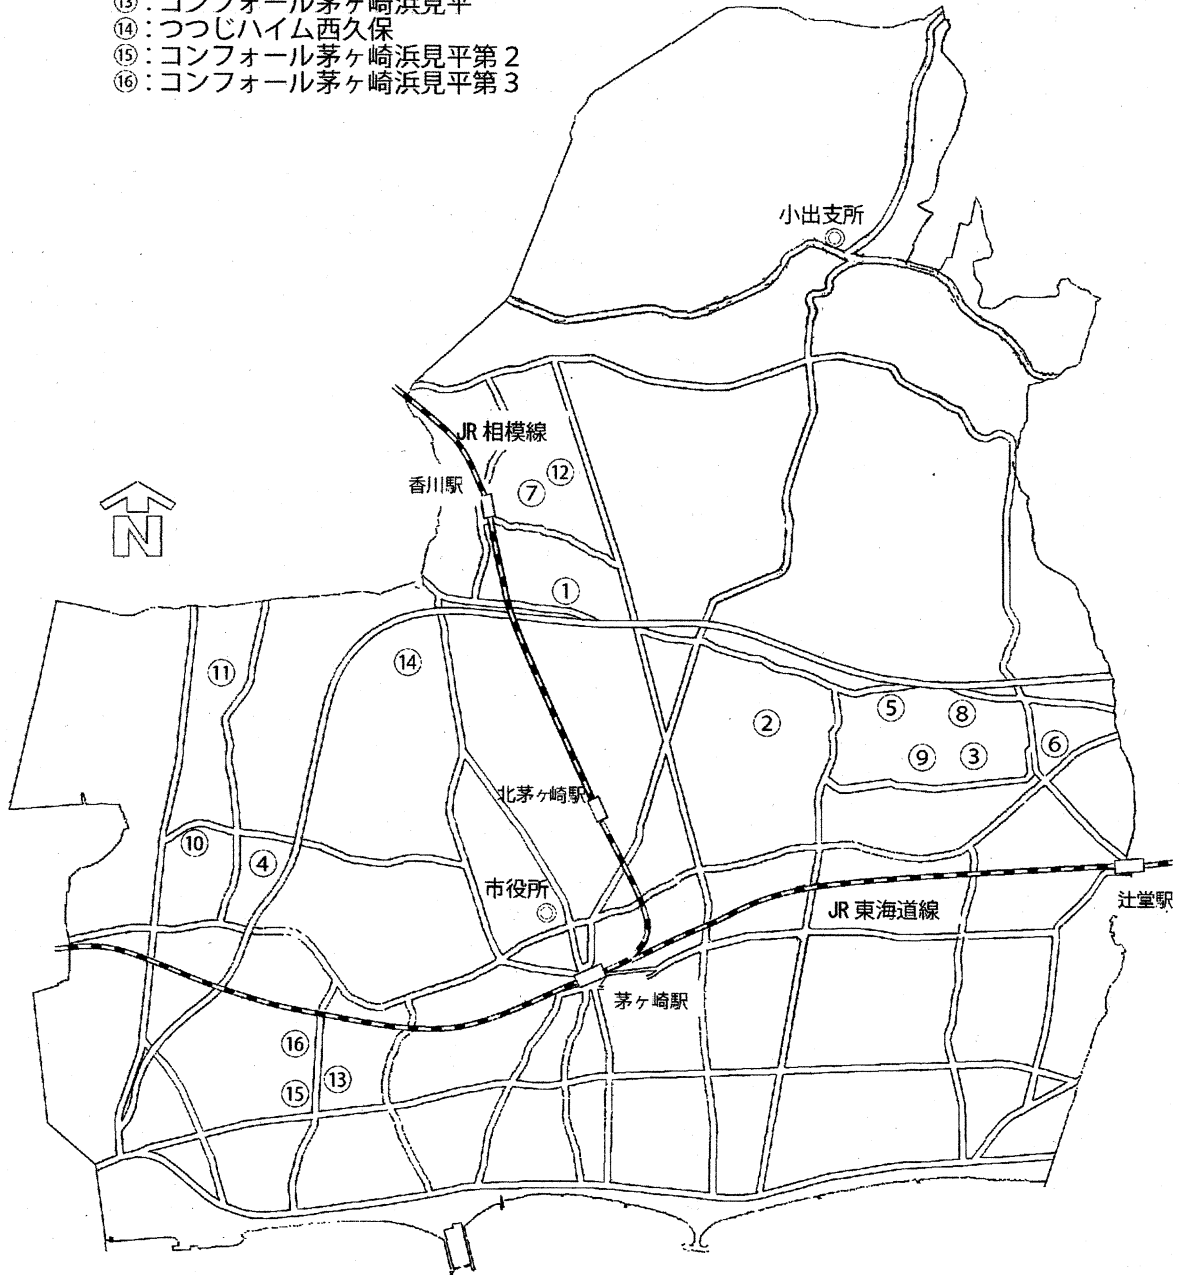 ⑬：コンフォール茅ヶ崎浜見平
⑭：つつじハイム西久保
⑮：コンフォール茅ヶ崎浜見平第２
⑯：コンフォール茅ヶ崎浜見平第３
小出支所
JR 相模線
⑫
香川駅
⑦
N
①
⑭
⑪
②
⑤
⑧
⑥
⑨
③
北茅ヶ崎駅
⑩
④
市役所
辻堂駅
JR 東海道線
茅ヶ崎駅
⑯
⑬
⑮